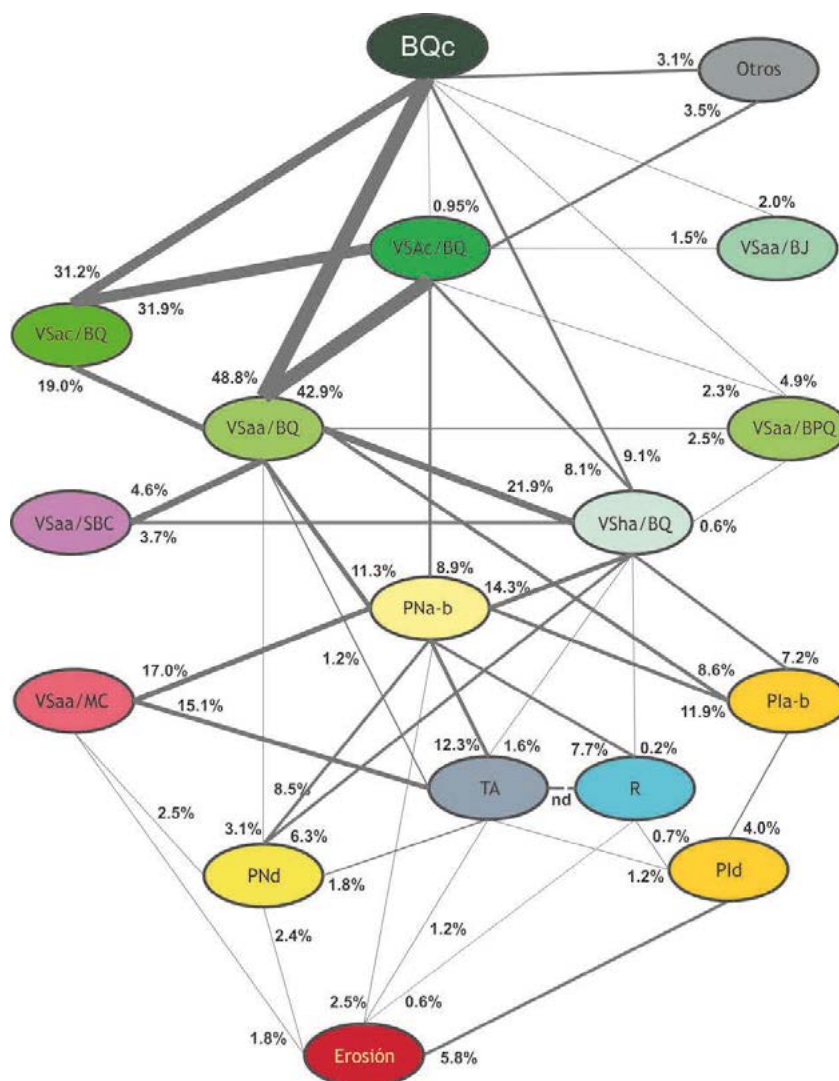 BQc
3.1%
Otros
3.5%
0.95%
2.0%
VSAc/BQ
1.5%
VSaa/BJ
31.2%
31.9%
VSac/BQ
19.0%
48.8%
42.9%
2.3%
4.9%
VSaa/BQ
2.5%
VSaa/BPQ
8.1%
9.1%
4.6%
21.9%
VSaa/SBC
VSha/BQ
3.7%
0.6%
11.3%
8.9%
14.3%
PNa-b
1.2%
17.0%
8.6%
7.2%
VSaa/MC
15.1%
11.9%
PIa-b
12.3%
1.6%
7.7%
0.2%
TA
nd
R
8.5%
2.5%
3.1%
6.3%
0.7%
4.0%
PNd
1.8%
1.2%
PId
2.4%
1.2%
2.5%
0.6%
1.8%
Erosión
5.8%